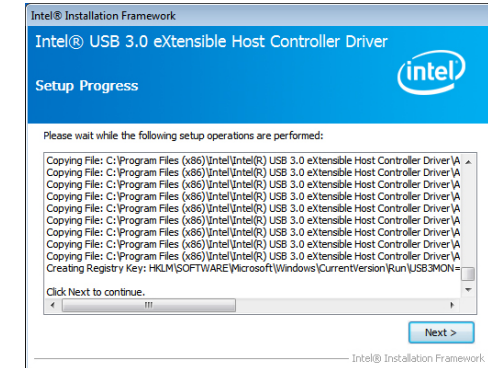 Intel® Installation Framework
Intel® USB 3.0 eXtensible Host Controller Driver
intel
Setup Progress
Please wait while the following setup operations are performed:
Copying File: C:\Program Files (x86)\Intel\Intel(R) USB 3.0 eXtensible Host Controller Driver\A
Copying File: C:\Program Files (x86)\Intel\Intel(R) USB 3.0 eXtensible Host Controller Driver\A
Copying File: C:\Program Files (x86)\Intel\Intel(R) USB 3.0 eXtensible Host Controller Driver\A
Copying File: C:\Program Files (x86)\Intel\Intel(R) USB 3.0 eXtensible Host Controller Driver\A
Copying File: C:\Program Files (x86)\Intel\Intel(R) USB 3.0 eXtensible Host Controller Driver\A
Copying File: C:\Program Files (x86)\Intel\Intel(R) USB 3.0 eXtensible Host Controller Driver\A
Copying File: C:\Program Files (x86)\Intel\Intel(R) USB 3.0 eXtensible Host Controller Driver\A
Copying File: C:\Program Files (x86)\Intel\Intel(R) USB 3.0 eXtensible Host Controller Driver\A
Copying File: C:\Program Files (x86)\Intel\Intel(R) USB 3.0 eXtensible Host Controller Driver\A
Creating Registry Key: HKLM\SOFTWARE\Microsoft\Windows\CurrentVersion\Run\USB3MON=
Click Next to continue.
Next >
Intel® Installation Framework